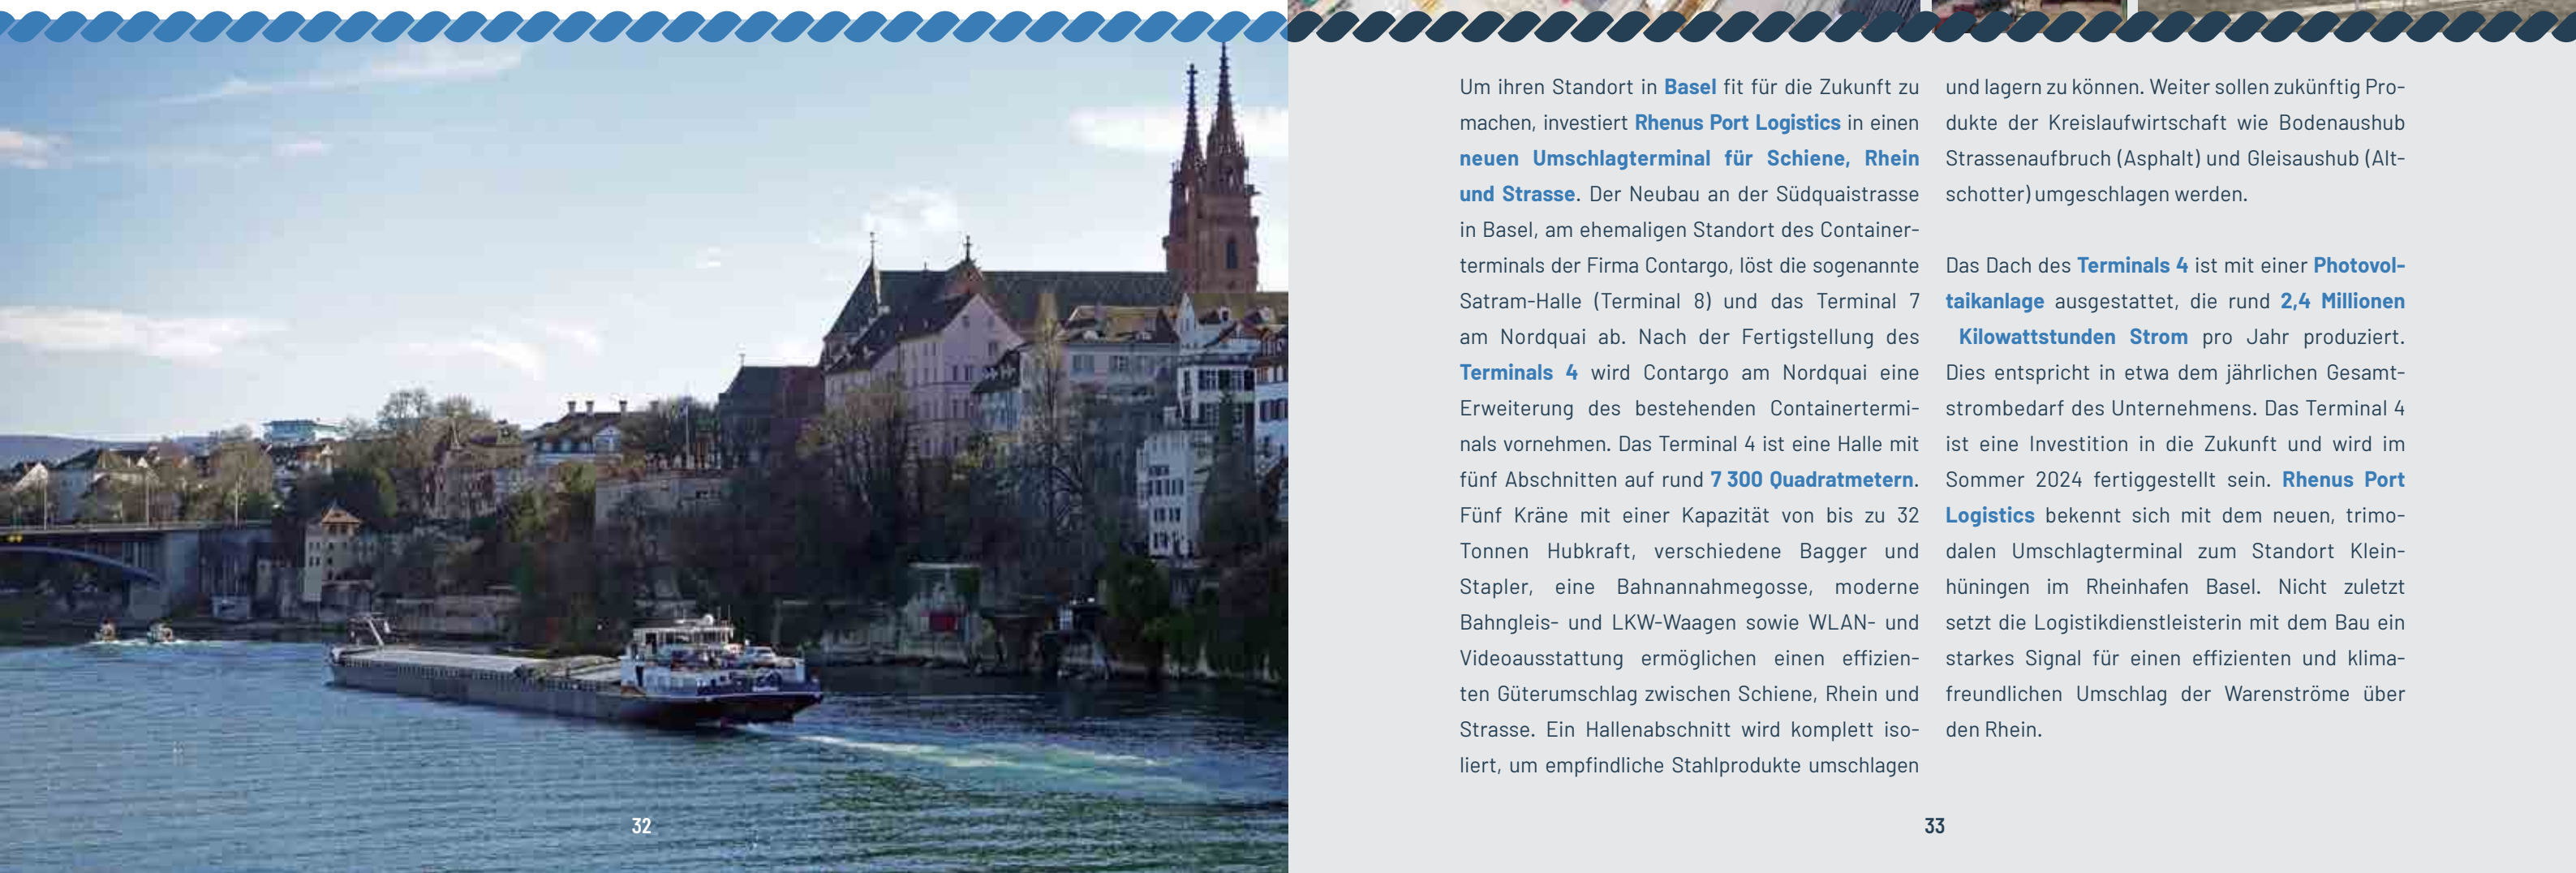 32
Um ihren Standort in Basel fit für die Zukunft zu
machen, investiert Rhenus Port Logistics in einen
neuen Umschlagterminal für Schiene, Rhein
und Strasse. Der Neubau an der Südquaistrasse
in Basel, am ehemaligen Standort des Container-
terminals der Firma Contargo, löst die sogenannte
Satram-Halle (Terminal 8) und das Terminal 7
am Nordquai ab. Nach der Fertigstellung des
Terminals 4 wird Contargo am Nordquai eine
Erweiterung des bestehenden Containertermi-
nals vornehmen. Das Terminal 4 ist eine Halle mit
fünf Abschnitten auf rund 7 300 Quadratmetern.
Fünf Kräne mit einer Kapazität von bis zu 32
Tonnen Hubkraft, verschiedene Bagger und
Stapler, eine Bahnannahmegosse, moderne
Bahngleis- und LKW-Waagen sowie WLAN- und
Videoausstattung ermöglichen einen effizien-
ten Güterumschlag zwischen Schiene, Rhein und
Strasse. Ein Hallenabschnitt wird komplett iso-
liert, um empfindliche Stahlprodukte umschlagen
und lagern zu können. Weiter sollen zukünftig Pro-
dukte der Kreislaufwirtschaft wie Bodenaushub
Strassenaufbruch (Asphalt) und Gleisaushub (Alt-
schotter) umgeschlagen werden.
Das Dach des Terminals 4 ist mit einer Photovol-
taikanlage ausgestattet, die rund 2,4 Millionen
Kilowattstunden Strom pro Jahr produziert.
Dies entspricht in etwa dem jährlichen Gesamt-
strombedarf des Unternehmens. Das Terminal 4
ist eine Investition in die Zukunft und wird im
Sommer 2024 fertiggestellt sein. Rhenus Port
Logistics bekennt sich mit dem neuen, trimo-
dalen Umschlagterminal zum Standort Klein-
hüningen im Rheinhafen Basel. Nicht zuletzt
setzt die Logistikdienstleisterin mit dem Bau ein
starkes Signal für einen effizienten und klima-
freundlichen Umschlag der Warenströme über
den Rhein.
33